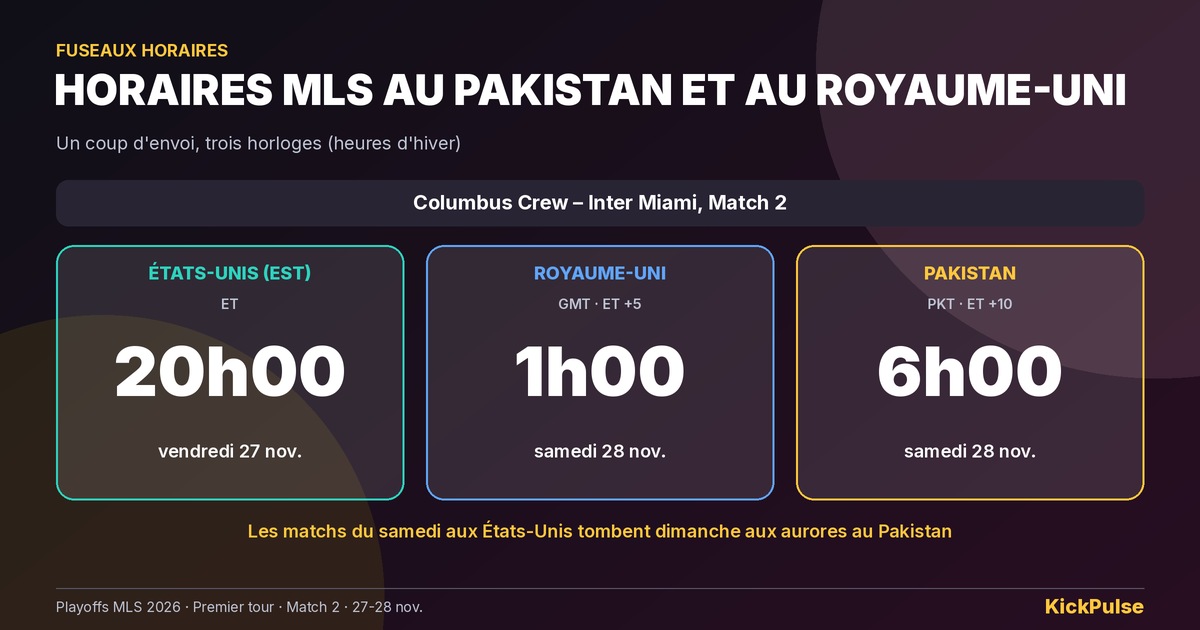 FUSEAUX HORAIRES
HORAIRES MLS AU PAKISTAN ET AU ROYAUME-UNI
Un coup d'envoi, trois horloges (heures d'hiver)
Columbus Crew – Inter Miami, Match 2
ÉTATS-UNIS (EST)
ET
20h00
vendredi 27 nov.
ROYAUME-UNI
GMT · ET +5
1h00
samedi 28 nov.
PAKISTAN
PKT · ET +10
6h00
samedi 28 nov.
Les matchs du samedi aux États-Unis tombent dimanche aux aurores au Pakistan
Playoffs MLS 2026 · Premier tour · Match 2 · 27-28 nov.
KickPulse